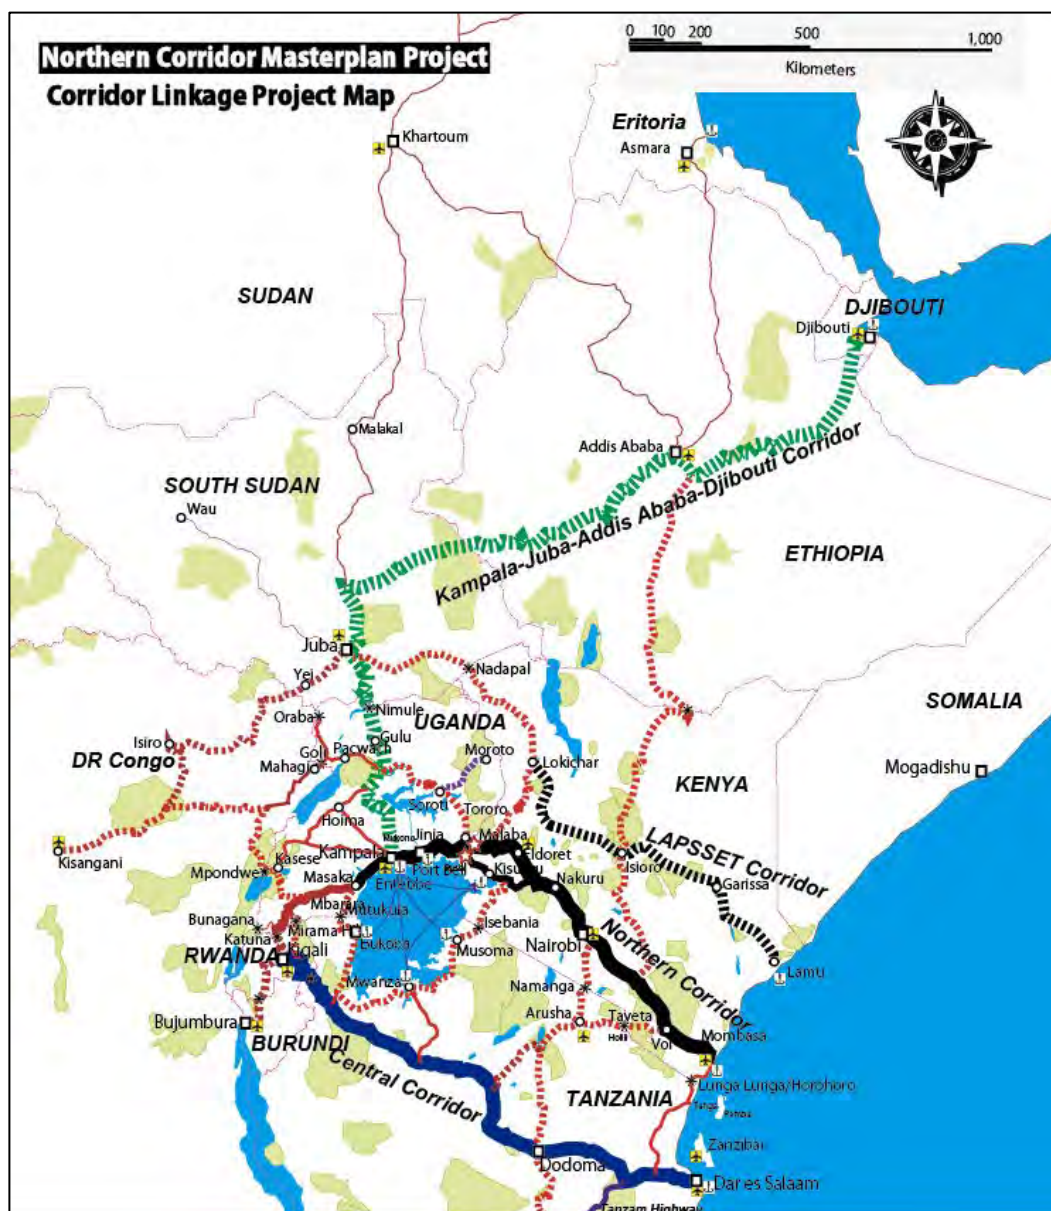 Northern Corridor Masterplan Project
Corridor Linkage Project Map
0 100 200 500 1,000
Kilometers
Khartoum
Eritoria
Asmara
SUDAN
DJIBOUTI
Djibouti
Malakal
Addis Ababa
SOUTH SUDAN
Wau
Kampala-Juba-Addis Ababa-Djibouti Corridor
ETHIOPIA
Juba
Nadapal
Yei
Oraba
Nimule
UGANDA
SOMALIA
Isiro
DR Congo
Goli
Pacwach
Gulu
Moroto
Mahagi
Lokichar
KENYA
Mogadishu
Soroti
Hoima
Tororo
Jinja
Malaba
LAPSSET Corridor
Kisangani
Kampala
Eldoret
Kasese
Port Bell
Kisumu
Isioro
Mpondwe
Masaka
Entebbe
Nakuru
Garissa
Mbarara
Mutukula
Bunagana
Mirama H
Isebania
Northern Corridor
Katuna
Bukoba
Musoma
Nairobi
RWANDA
Kigali
Lamu
Mwanza
Namanga
Bujumbura
Arusha
Taveta
Holili
Voi
Mombasa
BURUNDI
Central Corridor
TANZANIA
Lunga Lunga/Horohoro
Tanga
Pemba
Zanzibar
Dodoma
Dar es Salaam
Tanzam Highway